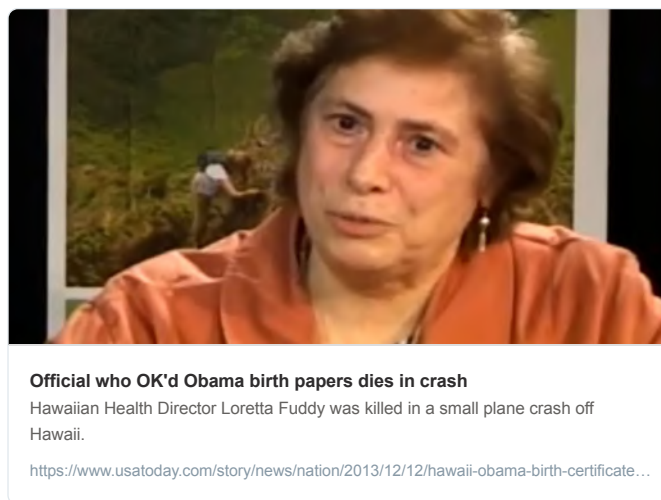 Official who OK'd Obama birth papers dies in crash
Hawaiian Health Director Loretta Fuddy was killed in a small plane crash off
Hawaii.
https://www.usatoday.com/story/news/nation/2013/12/12/hawaii-obama-birth-certificate…